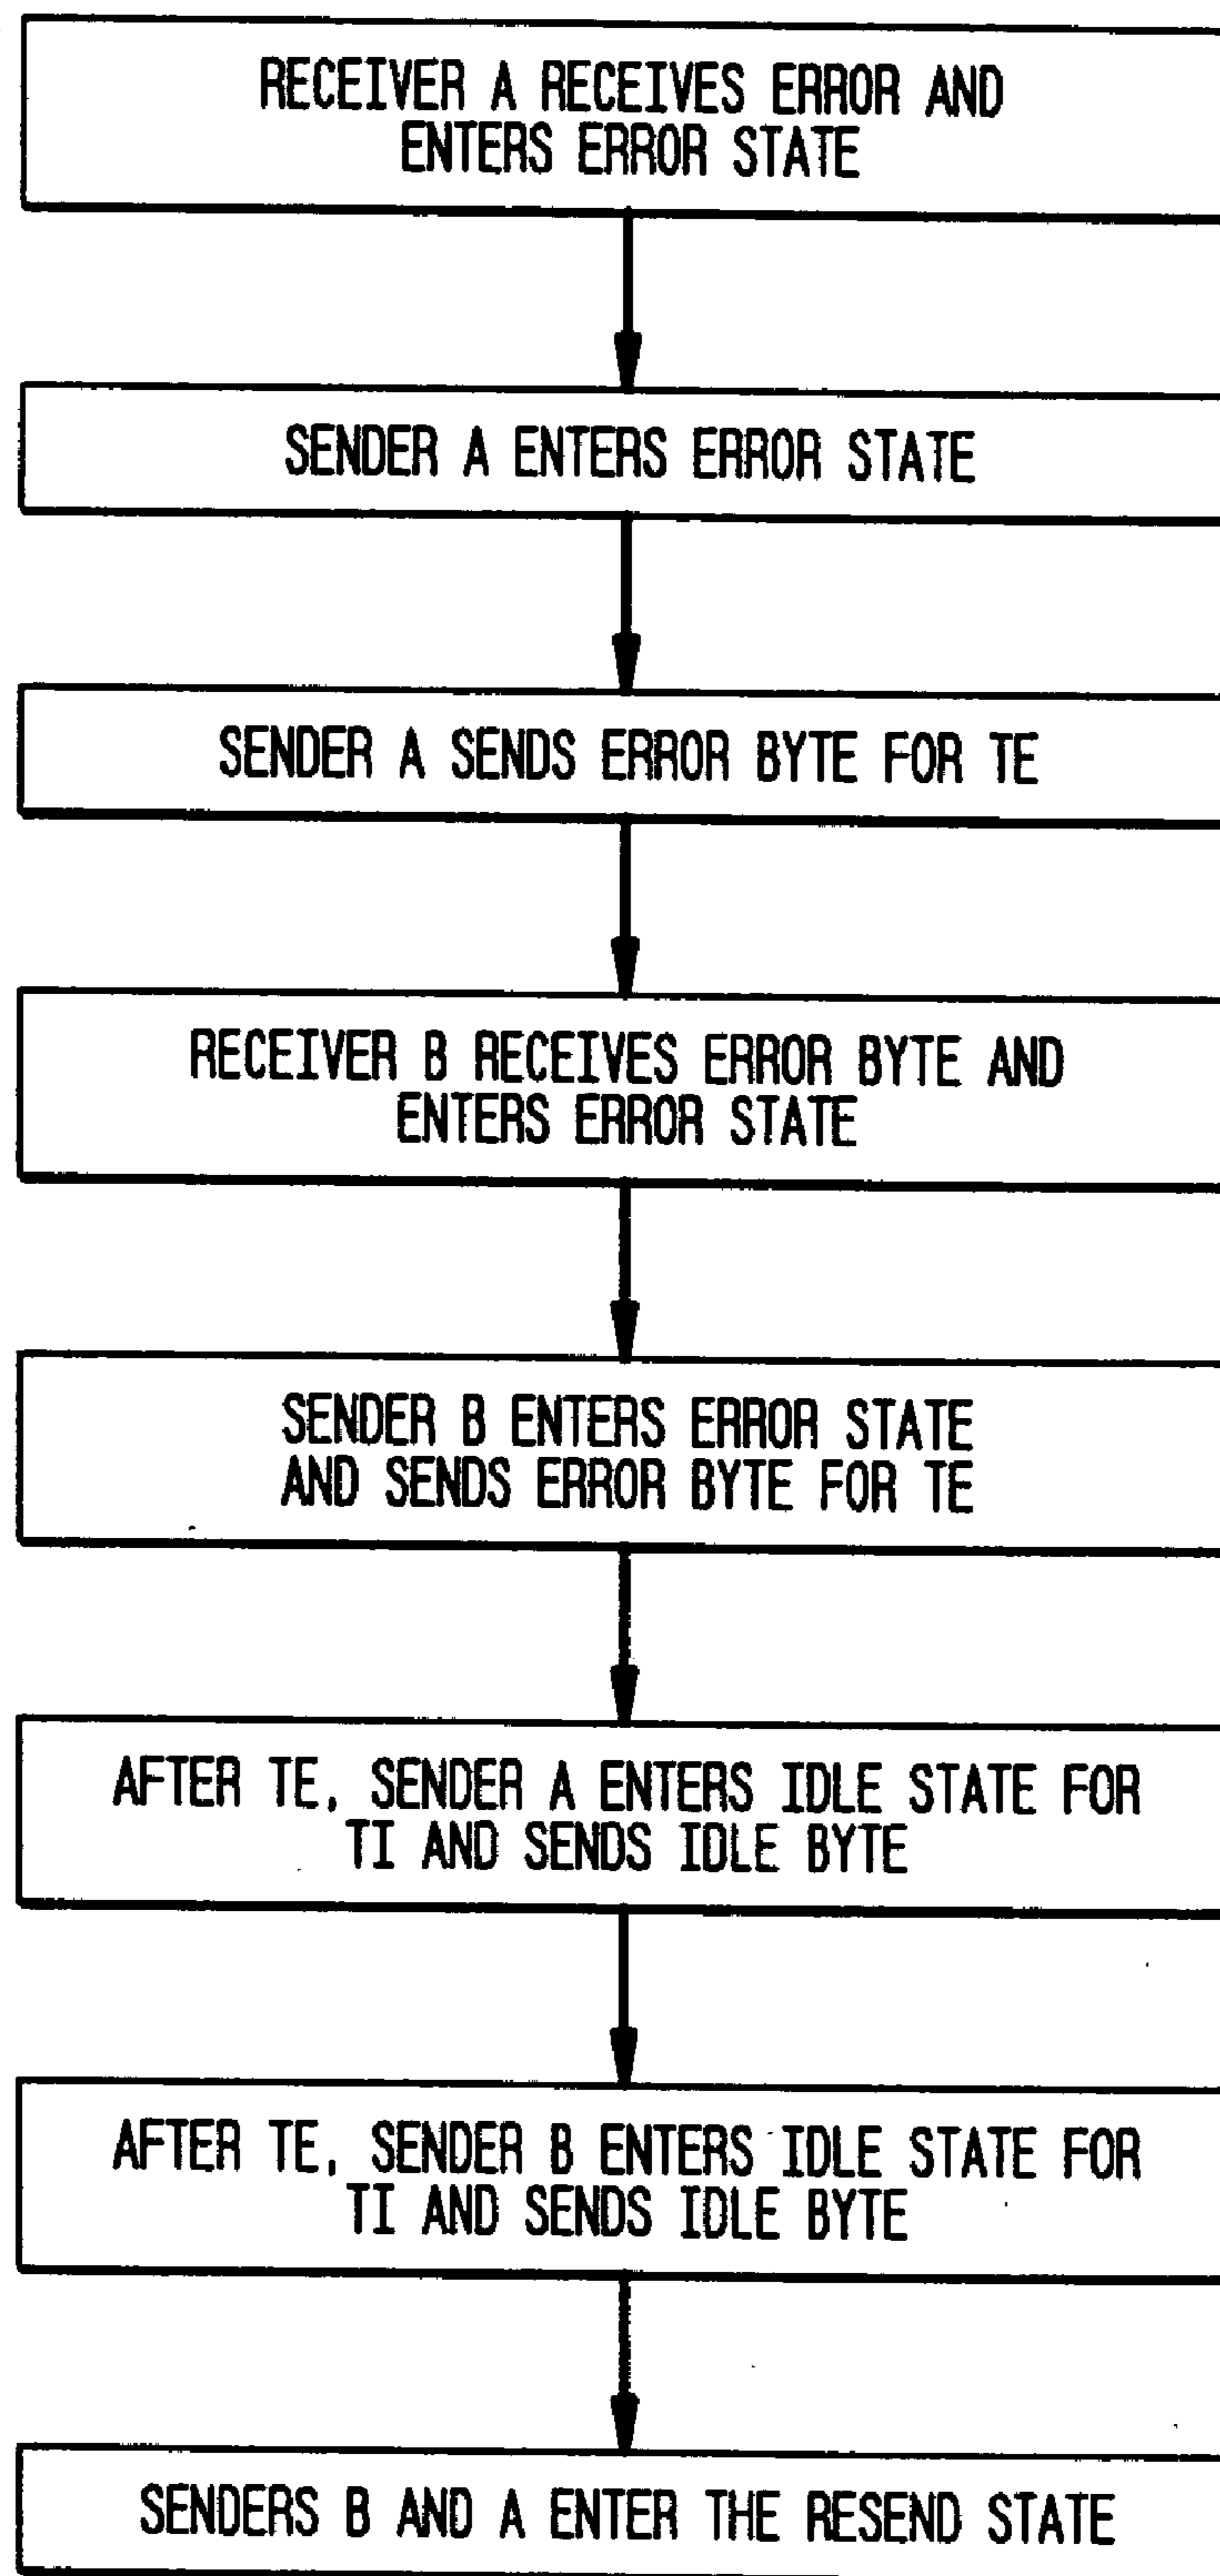 RECEIVER A RECEIVES ERROR AND
ENTERS ERROR STATE
SENDER A ENTERS ERROR STATE
SENDER A SENDS ERROR BYTE FOR TE
RECEIVER B RECEIVES ERROR BYTE AND
ENTERS ERROR STATE
SENDER B ENTERS ERROR STATE
AND SENDS ERROR BYTE FOR TE
AFTER TE, SENDER A ENTERS IDLE STATE FOR
TI AND SENDS IDLE BYTE
AFTER TE, SENDER B ENTERS IDLE STATE FOR
TI AND SENDS IDLE BYTE
SENDERS B AND A ENTER THE RESEND STATE